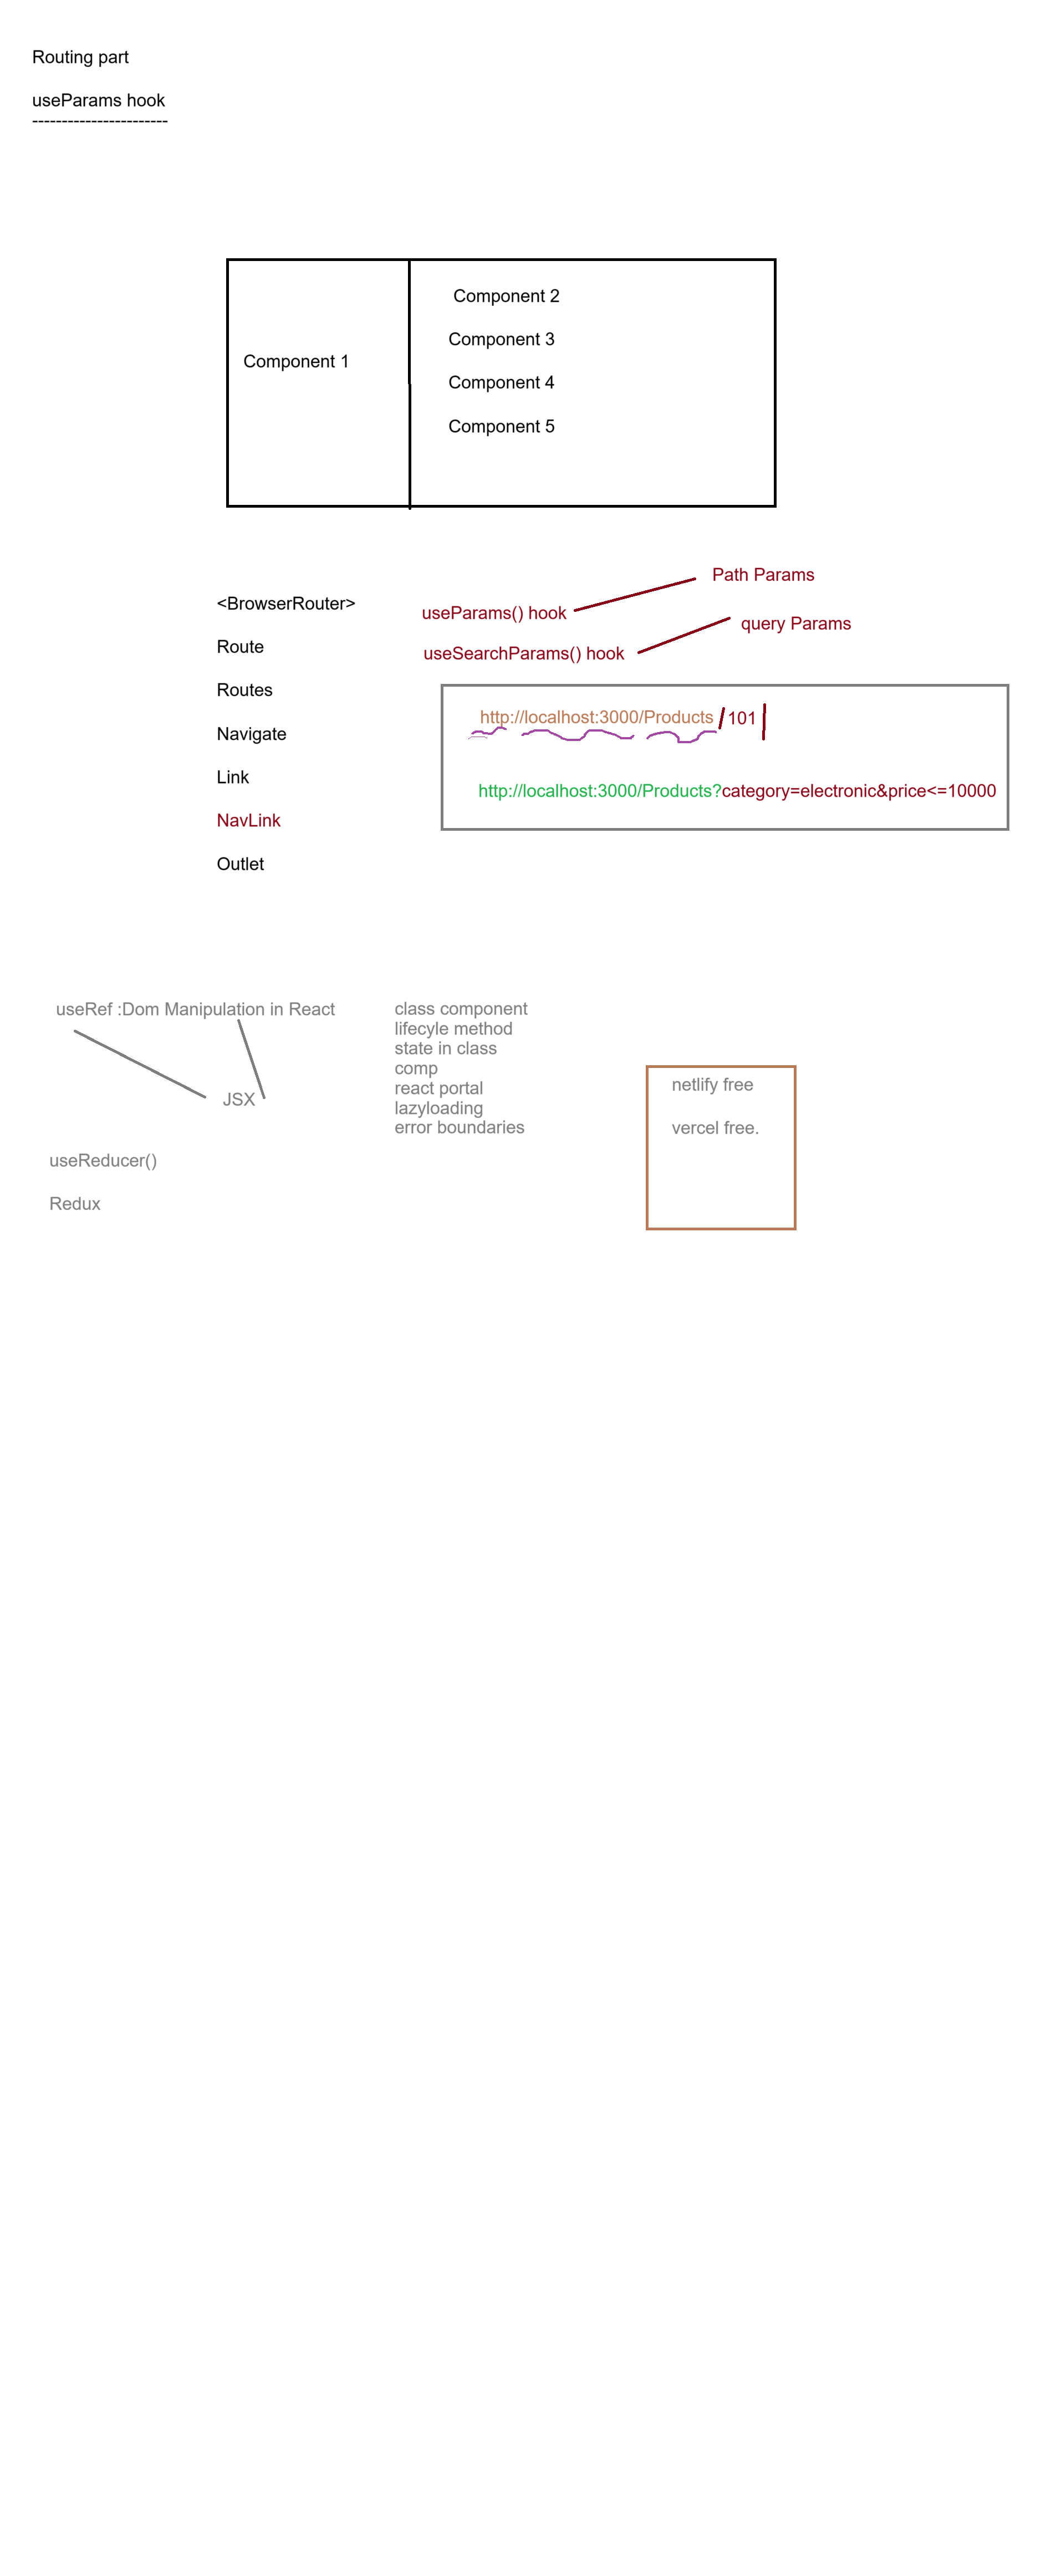 Routing part
useParams hook
-----------------------
Component 1
Component 2
Component 3
Component 4
Component 5
<BrowserRouter>
Route
Routes
Navigate
Link
NavLink
Outlet
useParams() hook
Path Params
useSearchParams() hook
query Params
http://localhost:3000/Products/101
http://localhost:3000/Products?category=electronic&price<=10000
useRef :Dom Manipulation in React
JSX
useReducer()
Redux
class component
lifecyle method
state in class
comp
react portal
lazyloading
error boundaries
netlify free
vercel free.